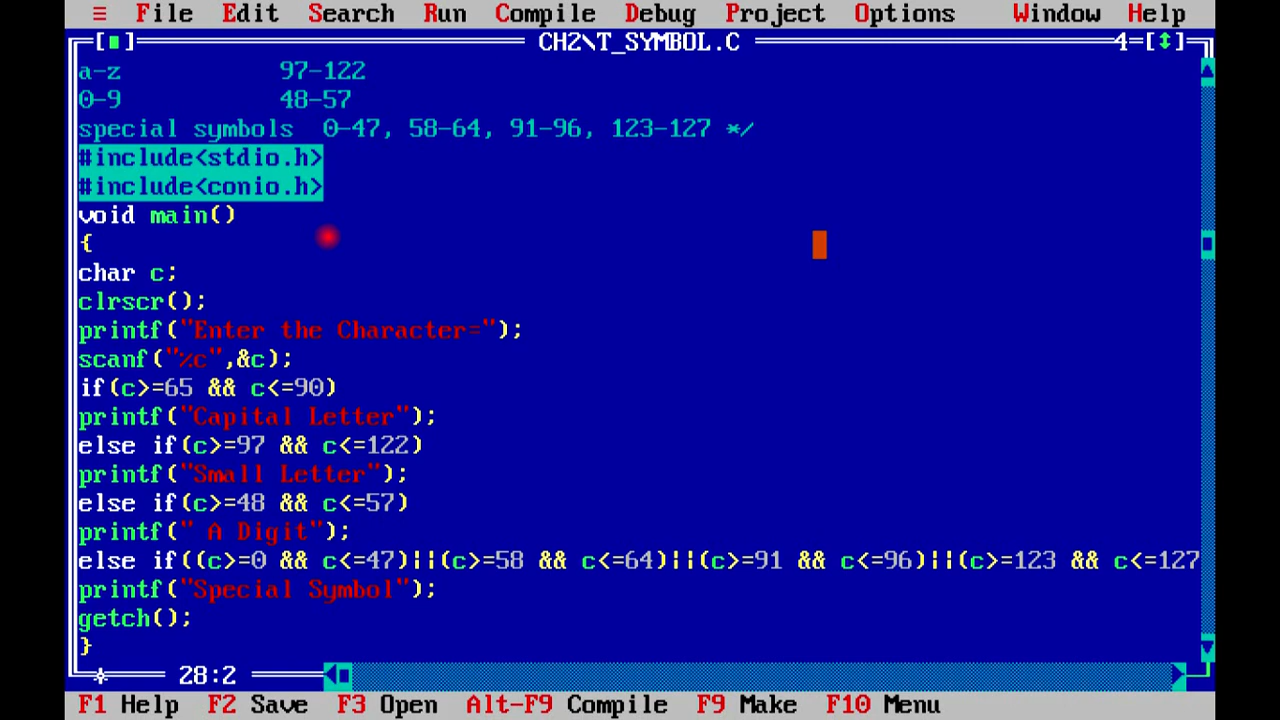 ≡ File Edit Search Run Compile Debug Project Options Window Help
[■] CH2\T_SYMBOL.C 4=[↕]
a-z 97-122
0-9 48-57
special symbols 0-47, 58-64, 91-96, 123-127 */
#include<stdio.h>
#include<conio.h>
void main()
{
char c;
clrscr();
printf("Enter the Character=");
scanf("%c",&c);
if(c>=65 && c<=90)
printf("Capital Letter");
else if(c>=97 && c<=122)
printf("Small Letter");
else if(c>=48 && c<=57)
printf(" A Digit");
else if((c>=0 && c<=47)||(c>=58 && c<=64)||(c>=91 && c<=96)||(c>=123 && c<=127
printf("Special Symbol");
getch();
}
28:2
F1 Help F2 Save F3 Open Alt-F9 Compile F9 Make F10 Menu